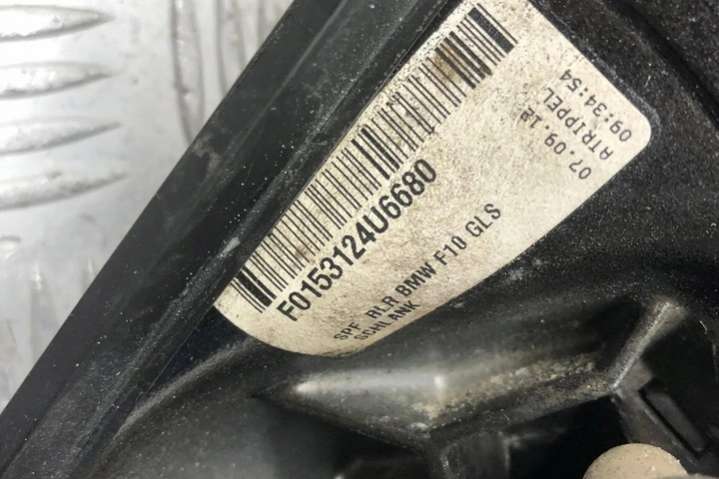 F0153124U6680
SPF RLR BMW F10 GLS
SCHLANK
07.09.12
ATRIPPEL
09:34:54